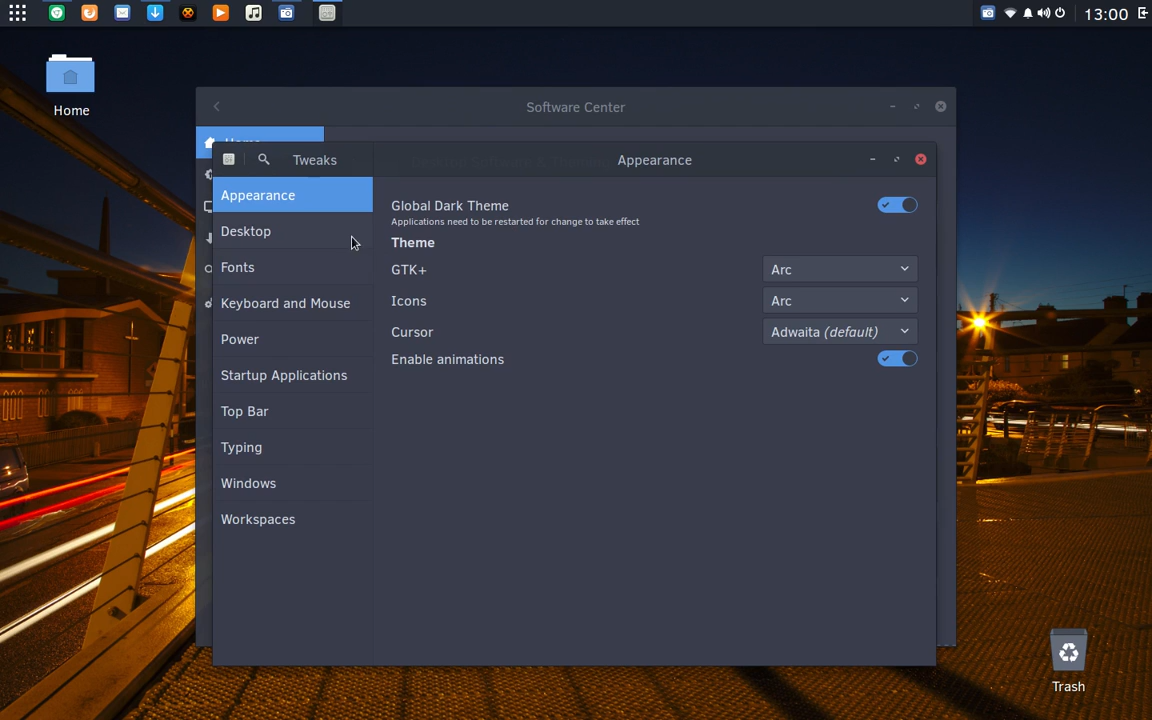 13:00
Home
Software Center
Tweaks
Appearance
Appearance
Desktop
Fonts
Keyboard and Mouse
Power
Startup Applications
Top Bar
Typing
Windows
Workspaces
Global Dark Theme
Applications need to be restarted for change to take effect
Theme
GTK+ Arc
Icons Arc
Cursor Adwaita (default)
Enable animations
Trash